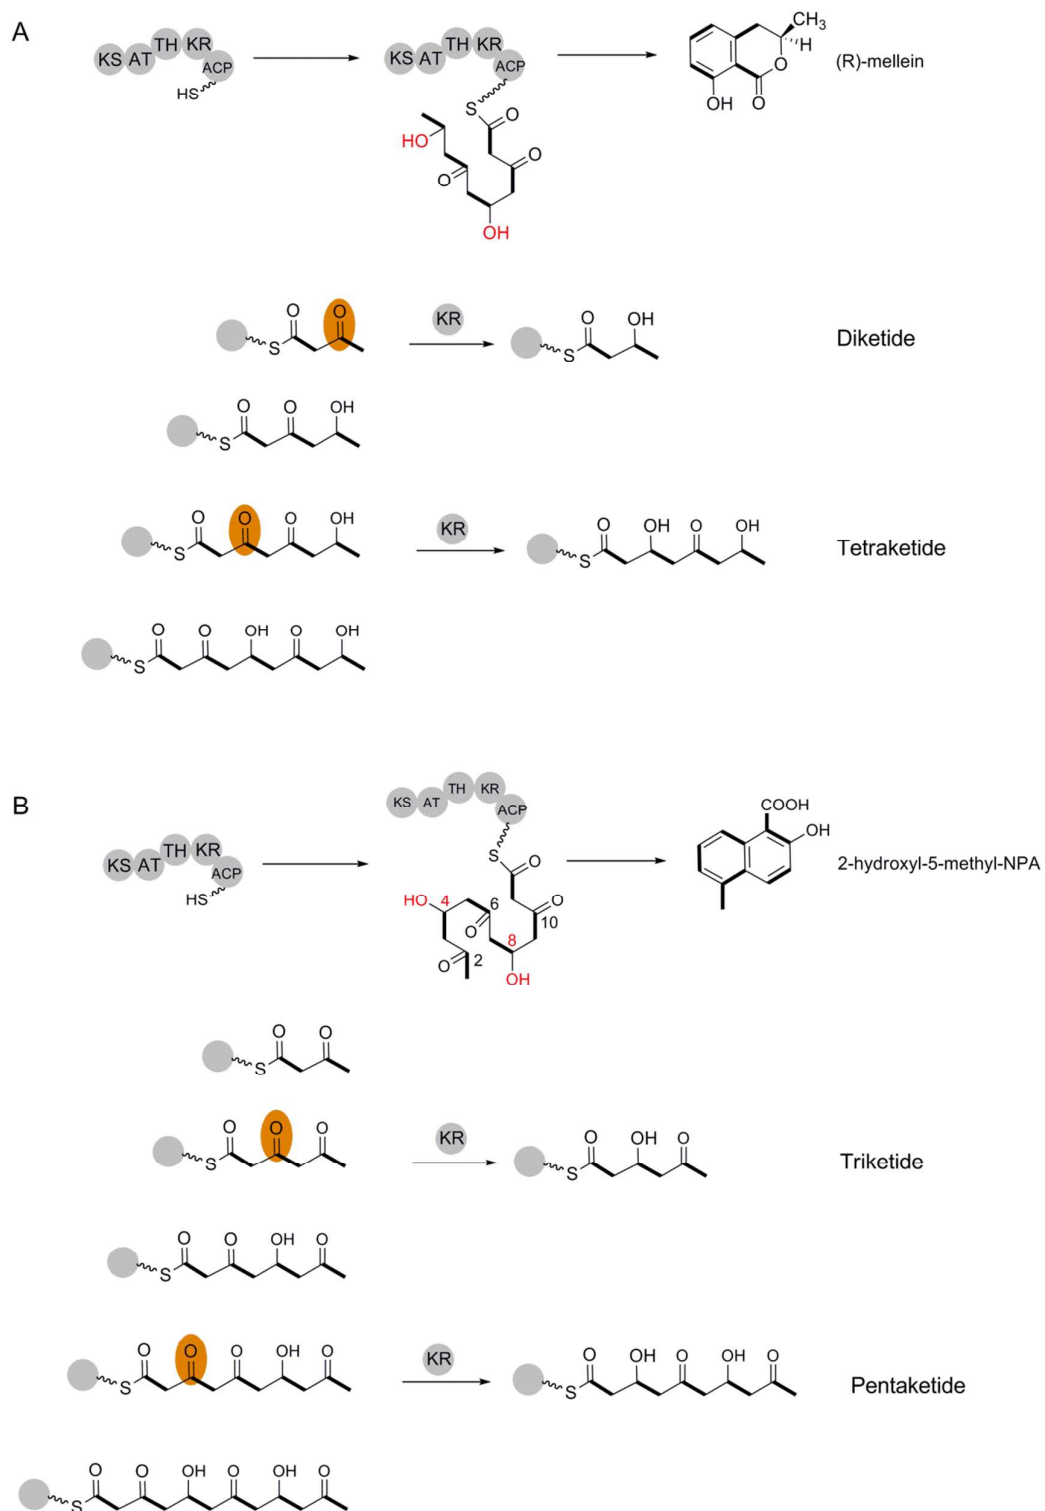 A
KS AT TH KR ACP
HS
KS AT TH KR ACP
S O
HO O
O
OH
CH3
H
O
OH O
(R)-mellein
O O
S
KR
O OH
S
Diketide
O O OH
S
O O O OH
S
KR
O OH O OH
S
Tetraketide
O O OH O OH
S
B
KS AT TH KR ACP
HS
KS AT TH KR ACP
S O
HO 4 6 O
O 10
8
O 2
OH
COOH
OH
2-hydroxyl-5-methyl-NPA
O O
S
O O O
S
KR
O OH O
S
Triketide
O O OH O
S
O O O OH O
S
KR
O OH O OH O
S
Pentaketide
O O OH O OH O
S